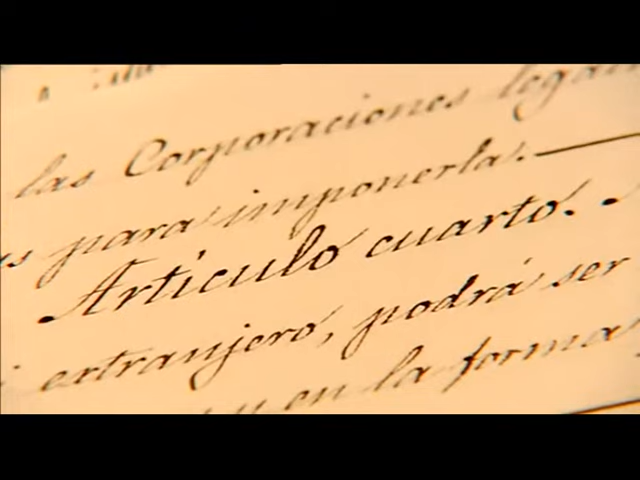 las Corporaciones
para imponerla.
Artículo cuarto.
extranjero, podrá ser
en la forma